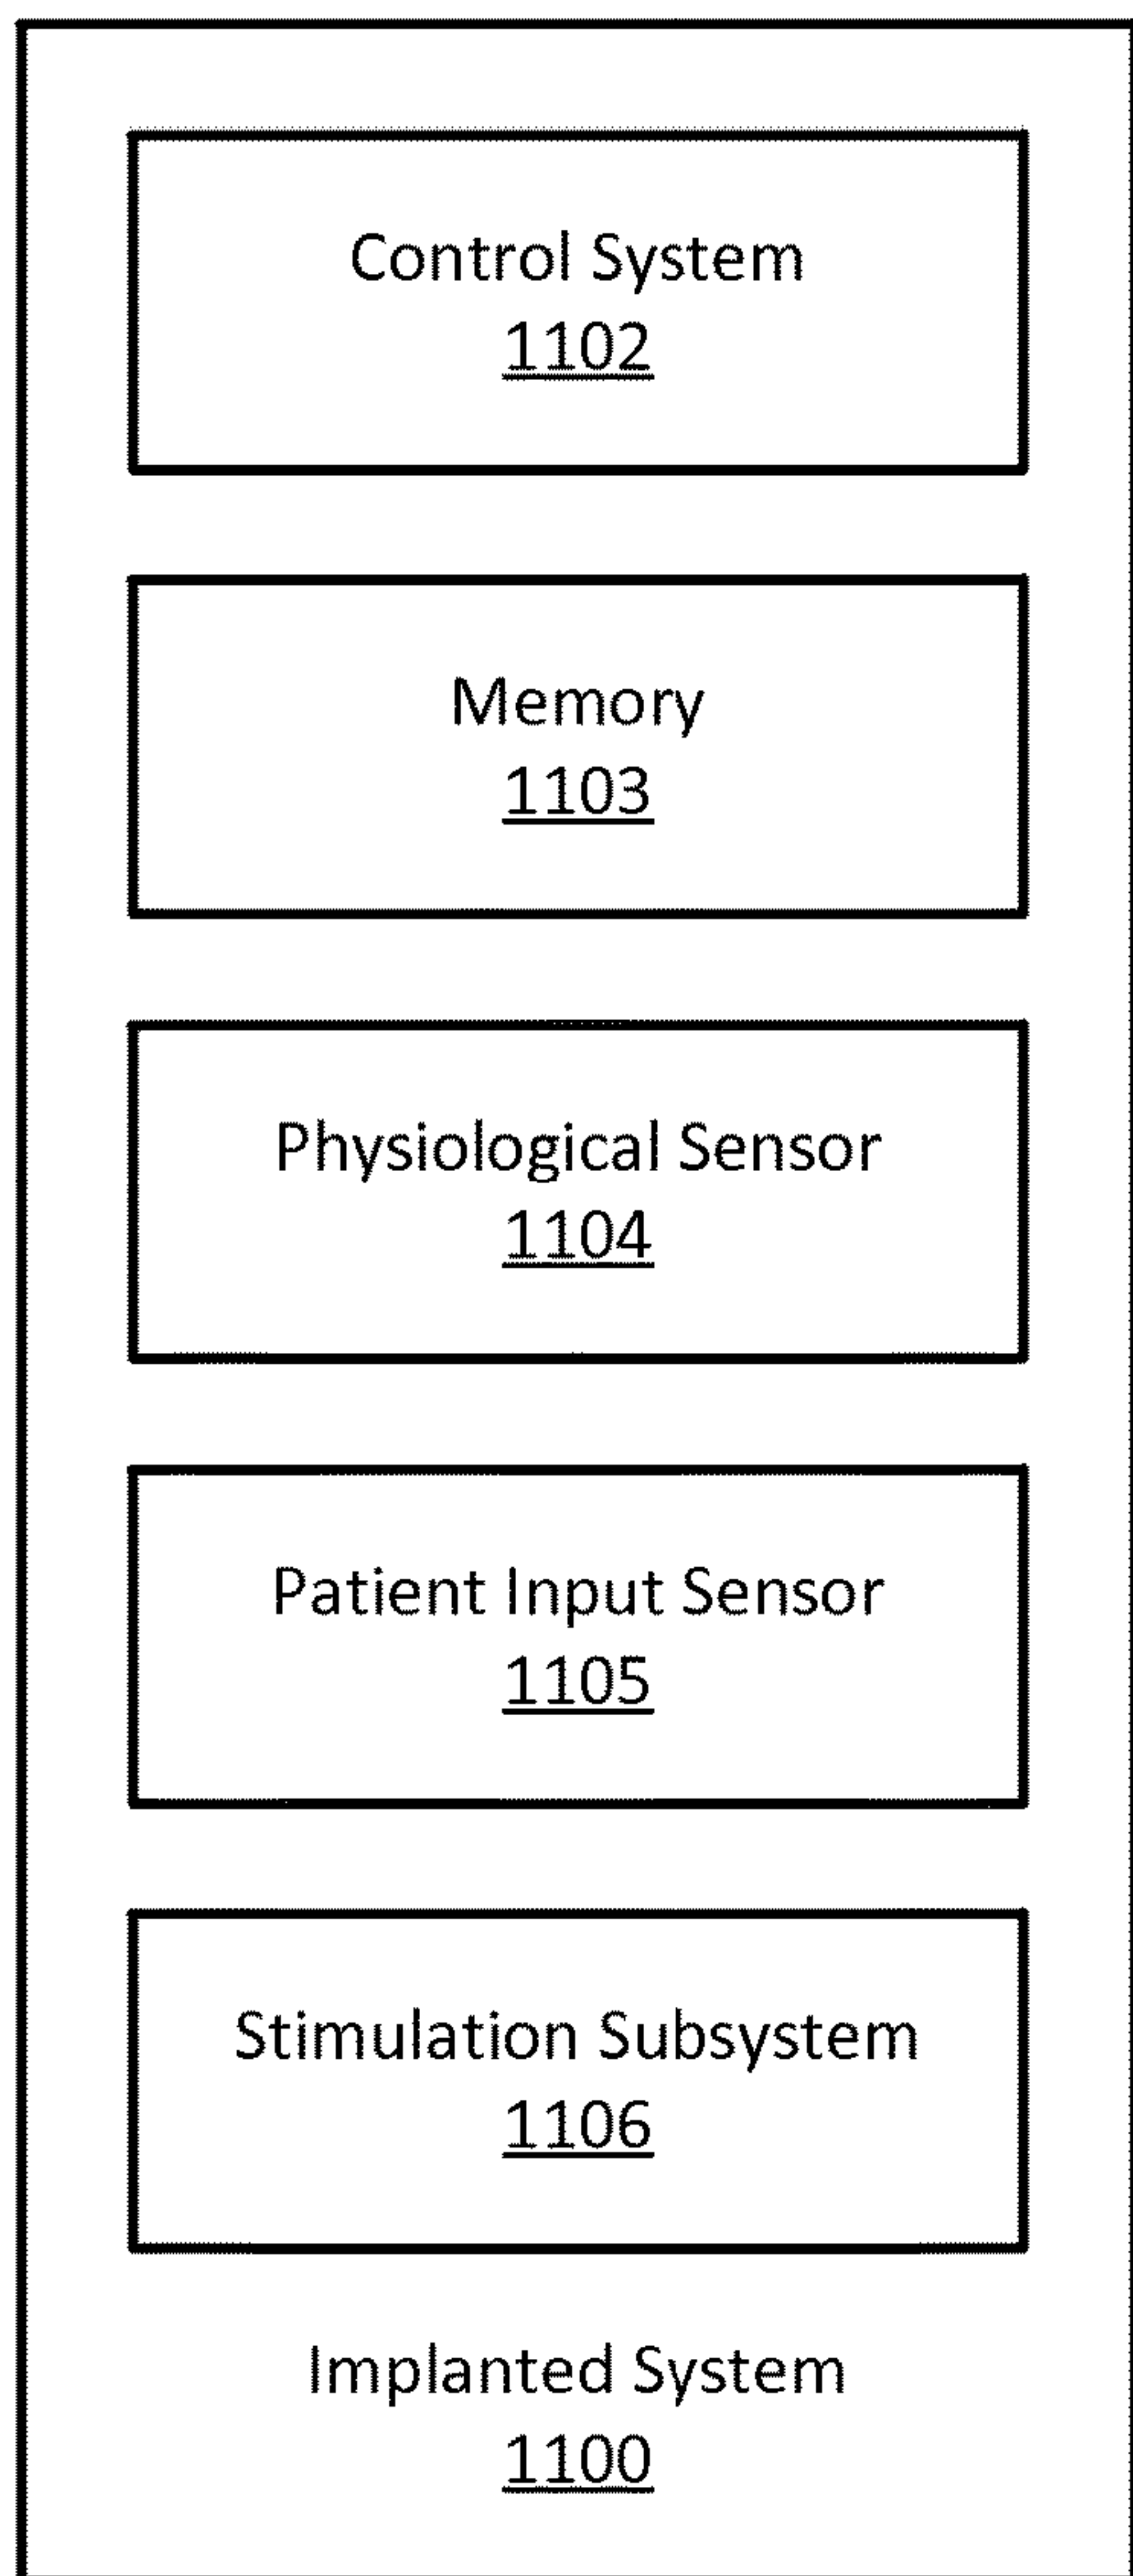 Control System
1102
Memory
1103
Physiological Sensor
1104
Patient Input Sensor
1105
Stimulation Subsystem
1106
Implanted System
1100